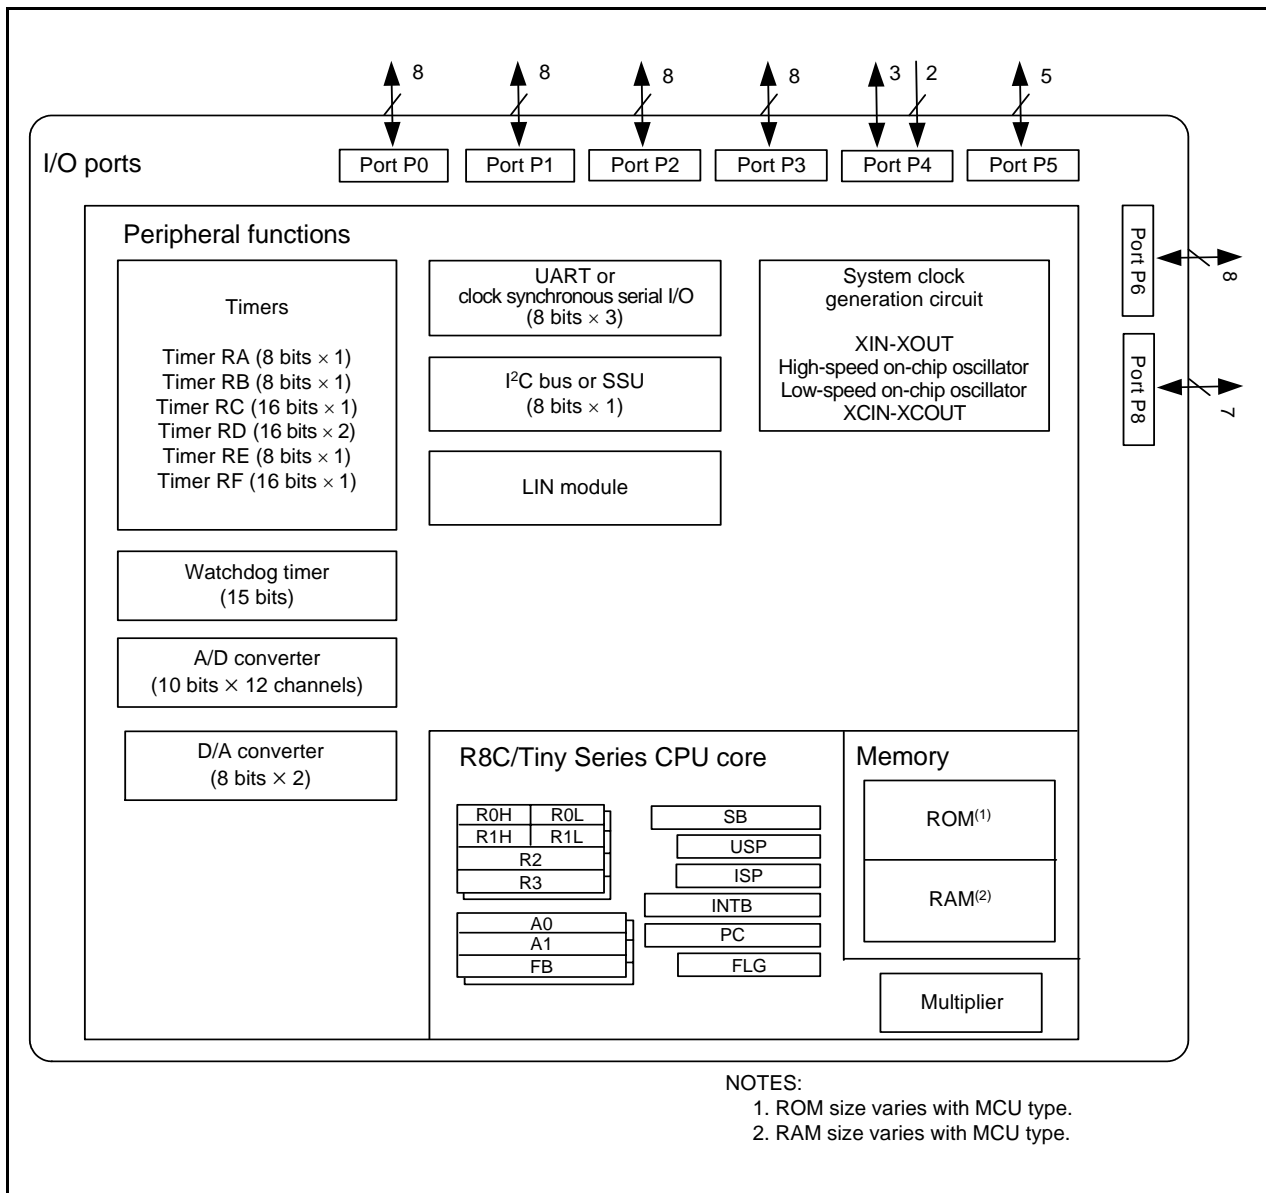 8 8 8 8 3 2 5
I/O ports
Port P0 Port P1 Port P2 Port P3 Port P4 Port P5
Port P6
8
Port P8
7
Peripheral functions
Timers
Timer RA (8 bits × 1)
Timer RB (8 bits × 1)
Timer RC (16 bits × 1)
Timer RD (16 bits × 2)
Timer RE (8 bits × 1)
Timer RF (16 bits × 1)
UART or
clock synchronous serial I/O
(8 bits × 3)
I²C bus or SSU
(8 bits × 1)
LIN module
System clock
generation circuit
XIN-XOUT
High-speed on-chip oscillator
Low-speed on-chip oscillator
XCIN-XCOUT
Watchdog timer
(15 bits)
A/D converter
(10 bits × 12 channels)
D/A converter
(8 bits × 2)
R8C/Tiny Series CPU core
R0H R0L
R1H R1L
R2
R3
A0
A1
FB
SB
USP
ISP
INTB
PC
FLG
Memory
ROM(1)
RAM(2)
Multiplier
NOTES:
1. ROM size varies with MCU type.
2. RAM size varies with MCU type.